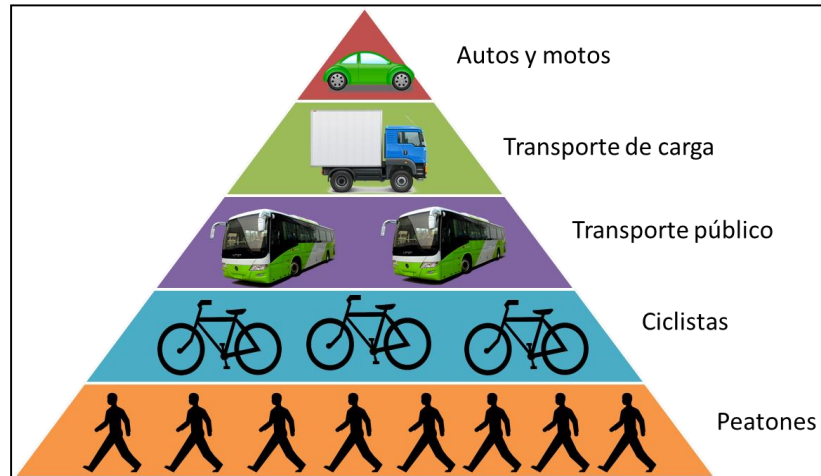 Autos y motos
Transporte de carga
Transporte público
Ciclistas
Peatones